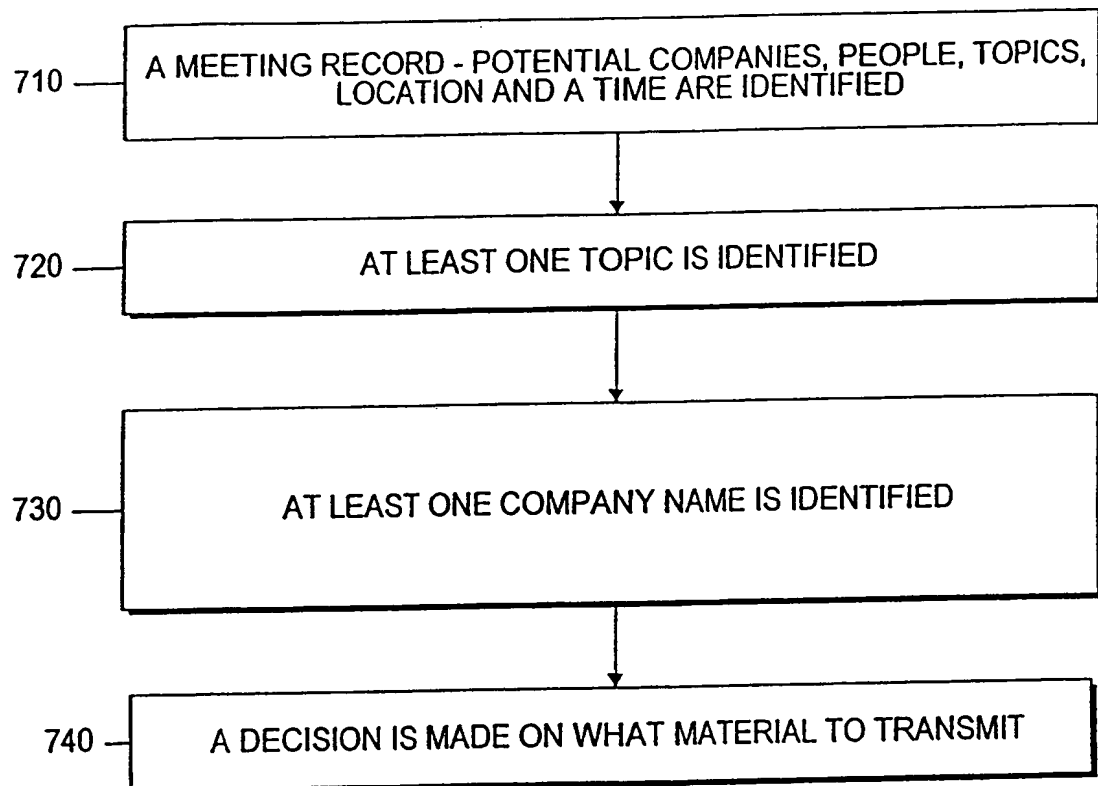 710
A MEETING RECORD - POTENTIAL COMPANIES, PEOPLE, TOPICS,
LOCATION AND A TIME ARE IDENTIFIED
720
AT LEAST ONE TOPIC IS IDENTIFIED
730
AT LEAST ONE COMPANY NAME IS IDENTIFIED
740
A DECISION IS MADE ON WHAT MATERIAL TO TRANSMIT